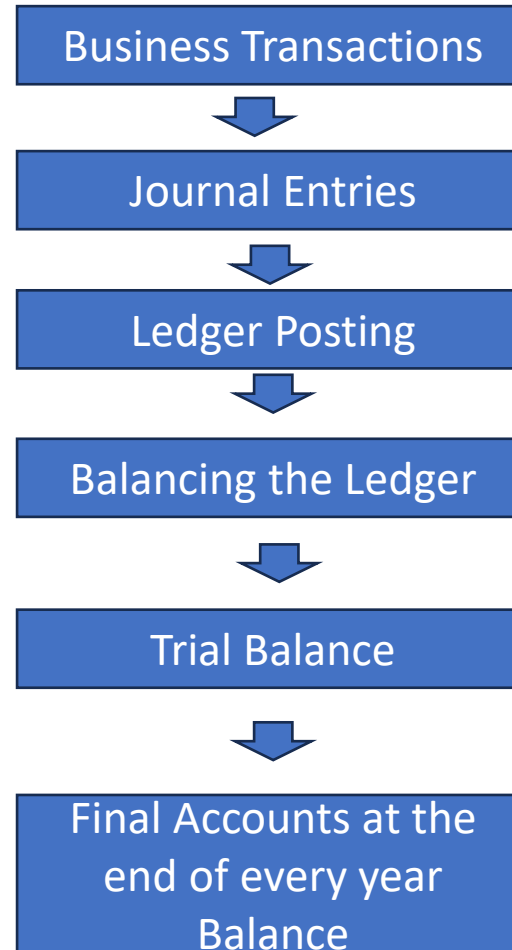 Business Transactions
Journal Entries
Ledger Posting
Balancing the Ledger
Trial Balance
Final Accounts at the
end of every year
Balance